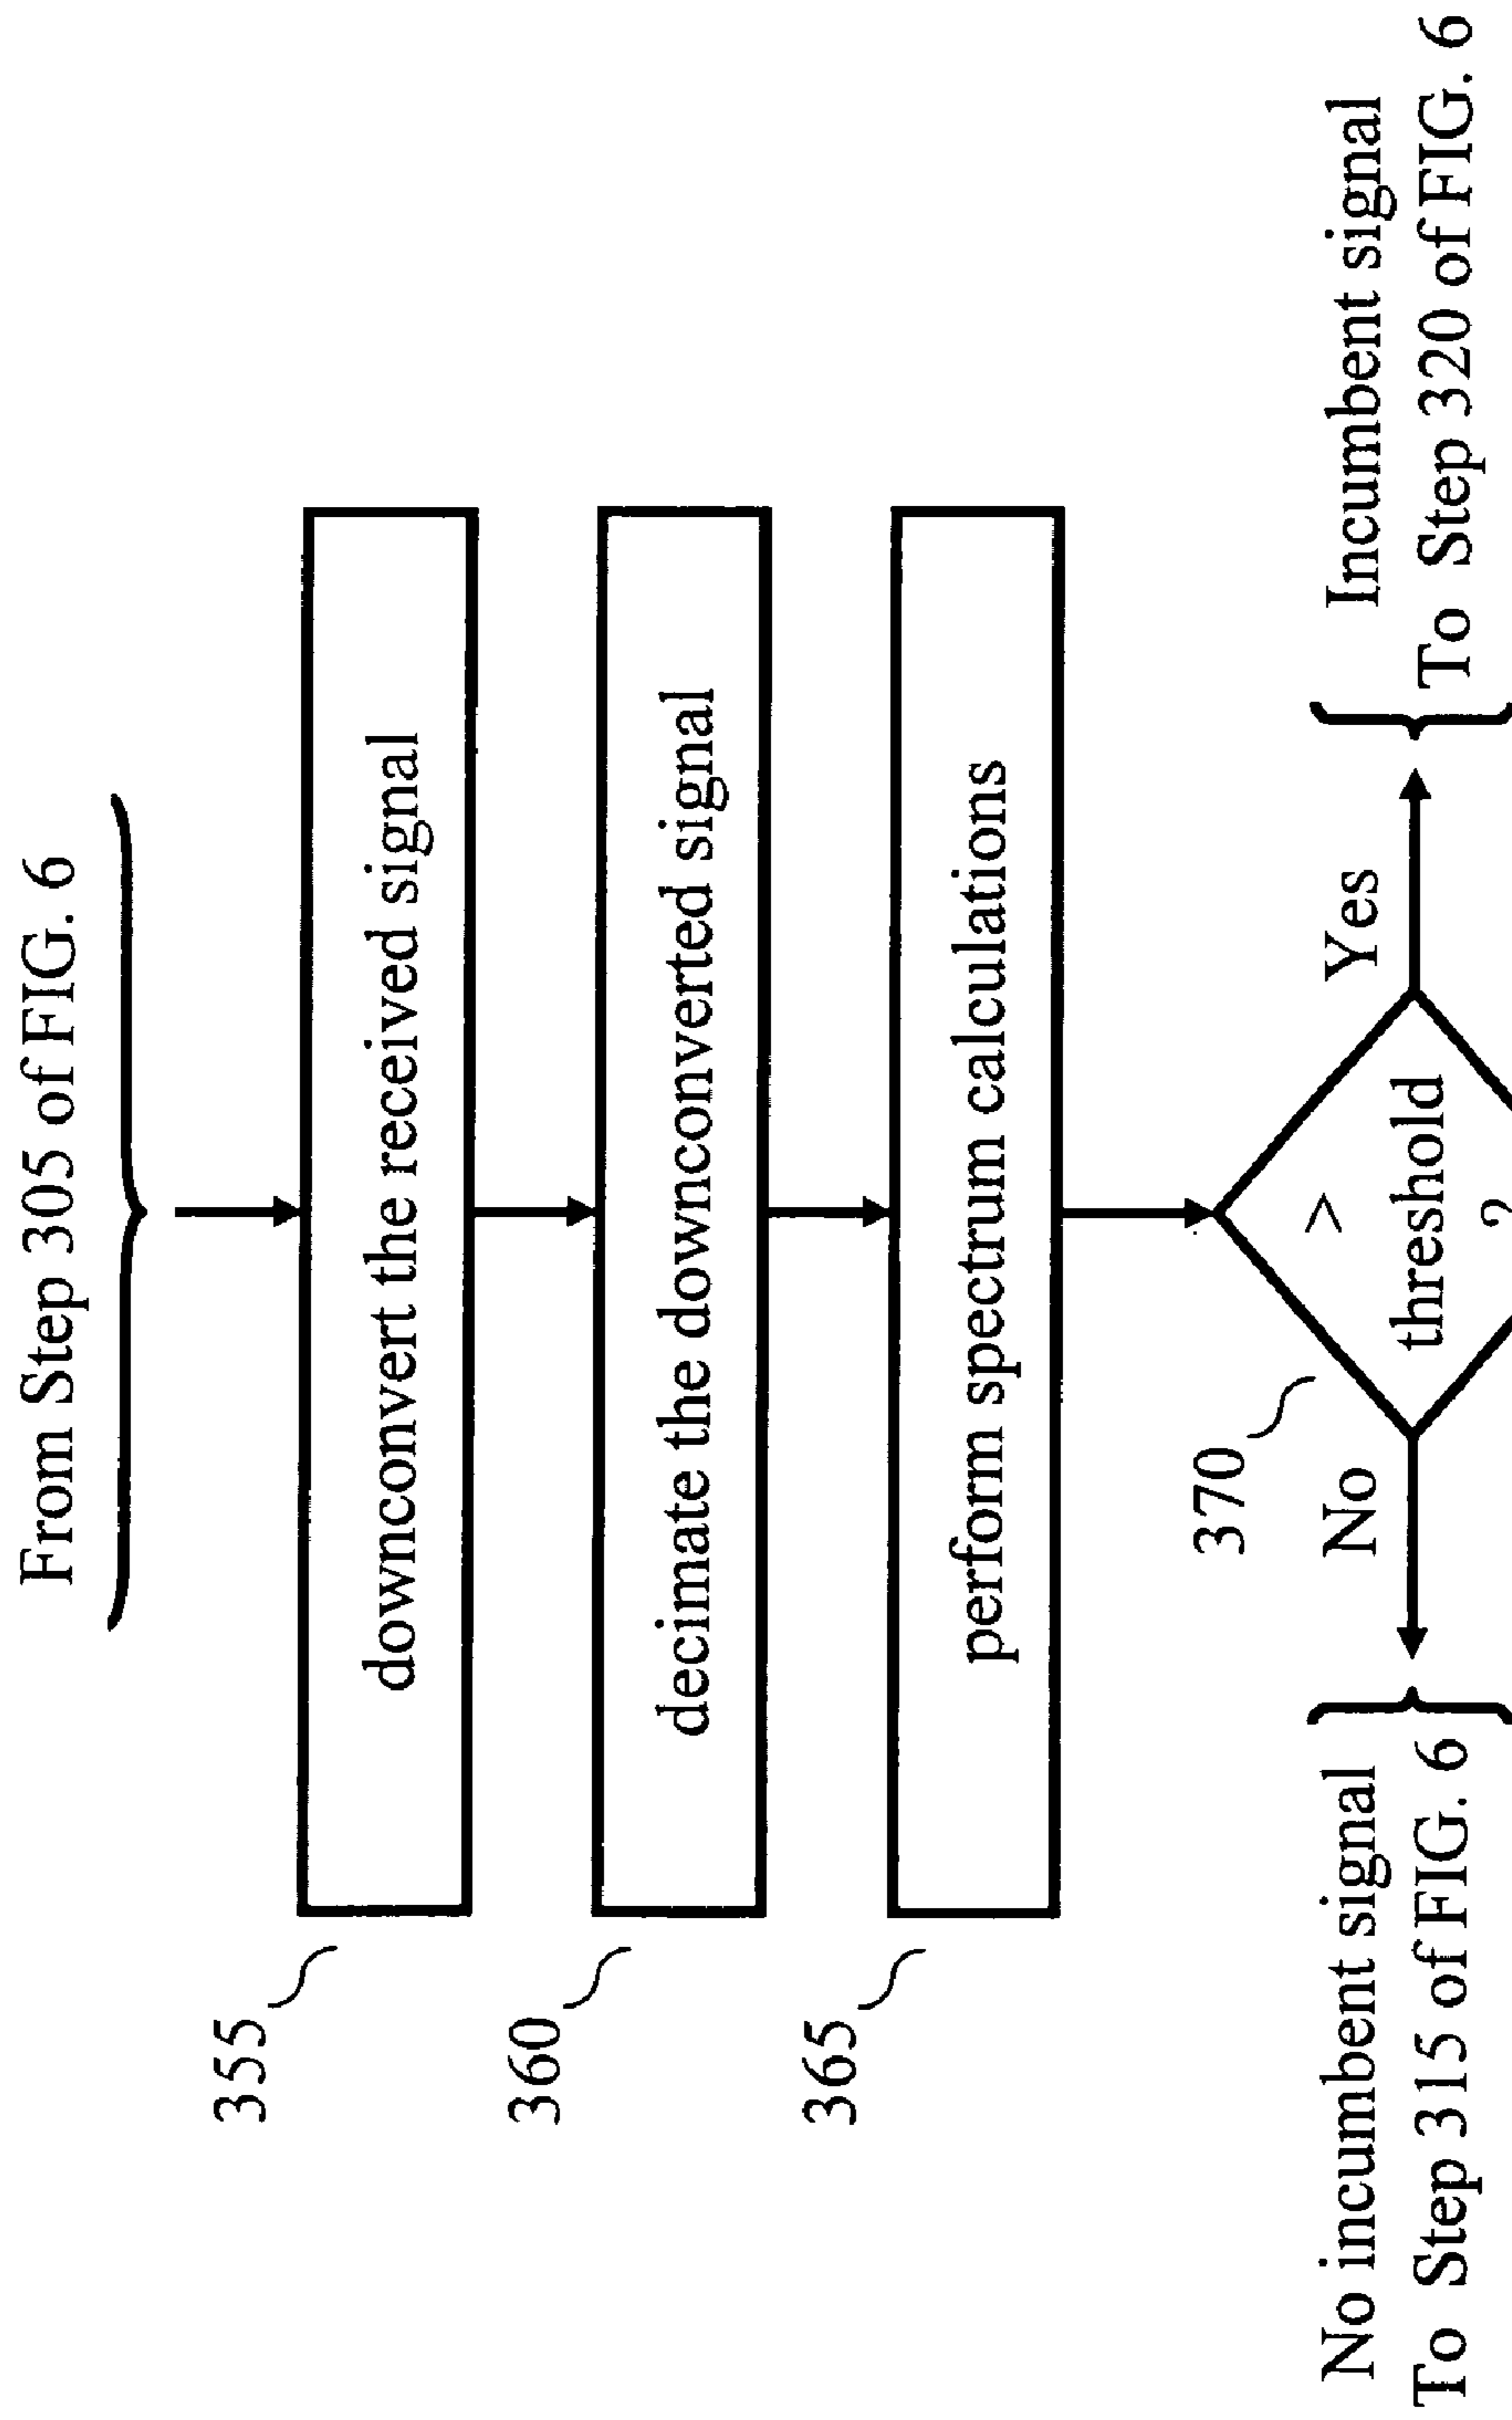 From Step 305 of FIG. 6
355
downconvert the received signal
360
decimate the downconverted signal
365
perform spectrum calculations
370
No
>
threshold
?
Yes
No incumbent signal
To Step 315 of FIG. 6
Incumbent signal
To Step 320 of FIG. 6